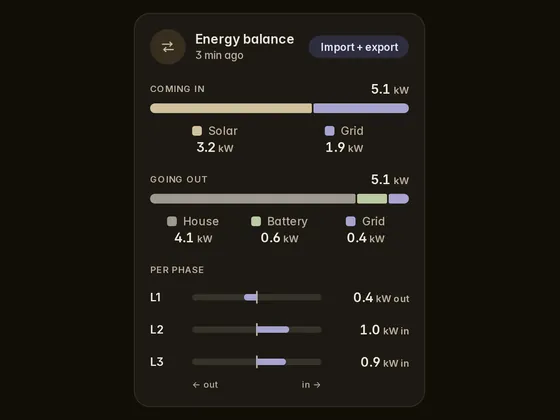 Energy balance
3 min ago
Import + export
COMING IN 5.1 kW
Solar Grid
3.2 kW 1.9 kW
GOING OUT 5.1 kW
House Battery Grid
4.1 kW 0.6 kW 0.4 kW
PER PHASE
L1 0.4 kW out
L2 1.0 kW in
L3 0.9 kW in
← out in →